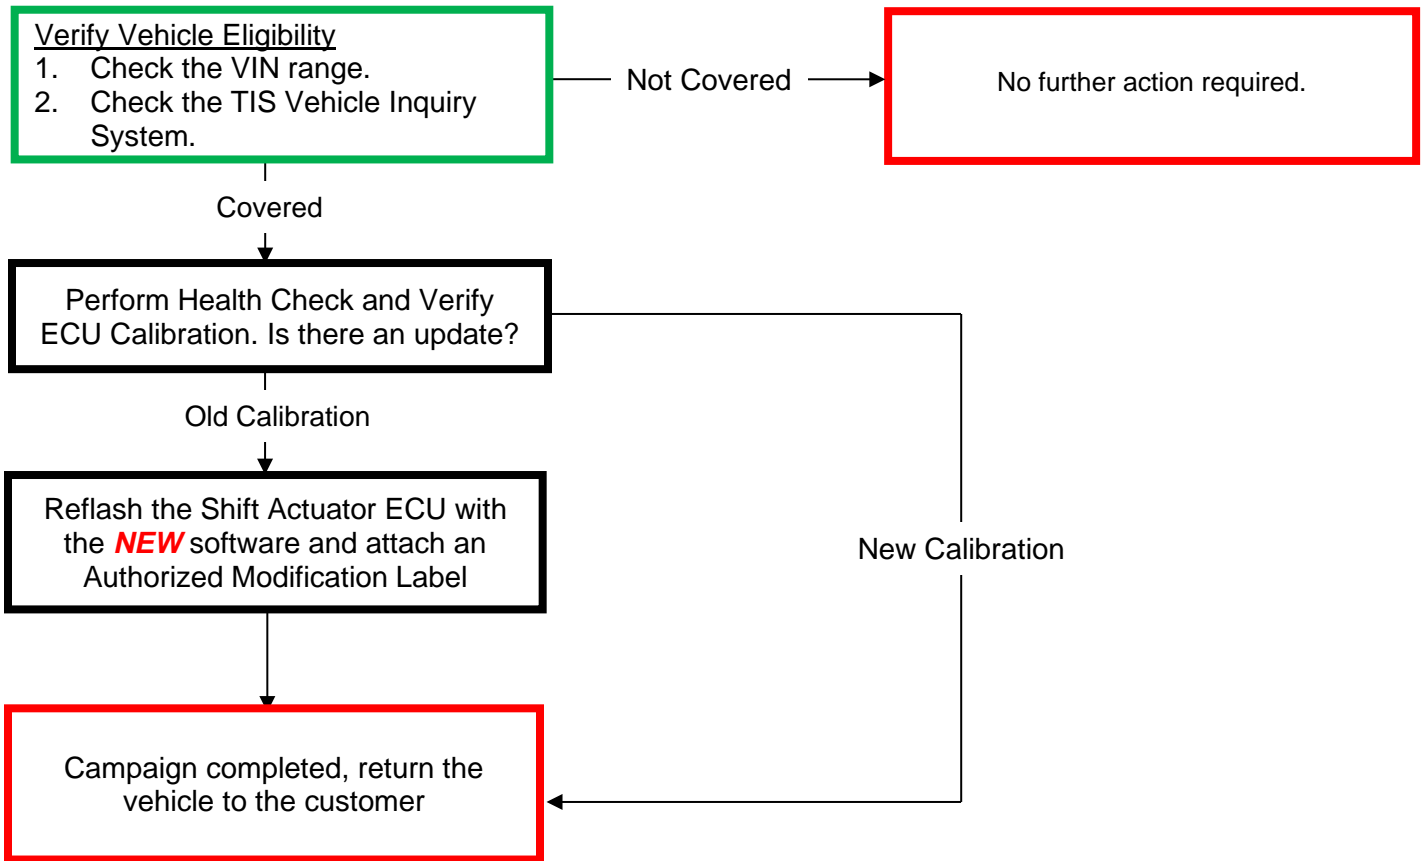 Verify Vehicle Eligibility
1. Check the VIN range.
2. Check the TIS Vehicle Inquiry
System.
Not Covered
No further action required.
Covered
Perform Health Check and Verify
ECU Calibration. Is there an update?
Old Calibration
Reflash the Shift Actuator ECU with
the NEW software and attach an
Authorized Modification Label
New Calibration
Campaign completed, return the
vehicle to the customer